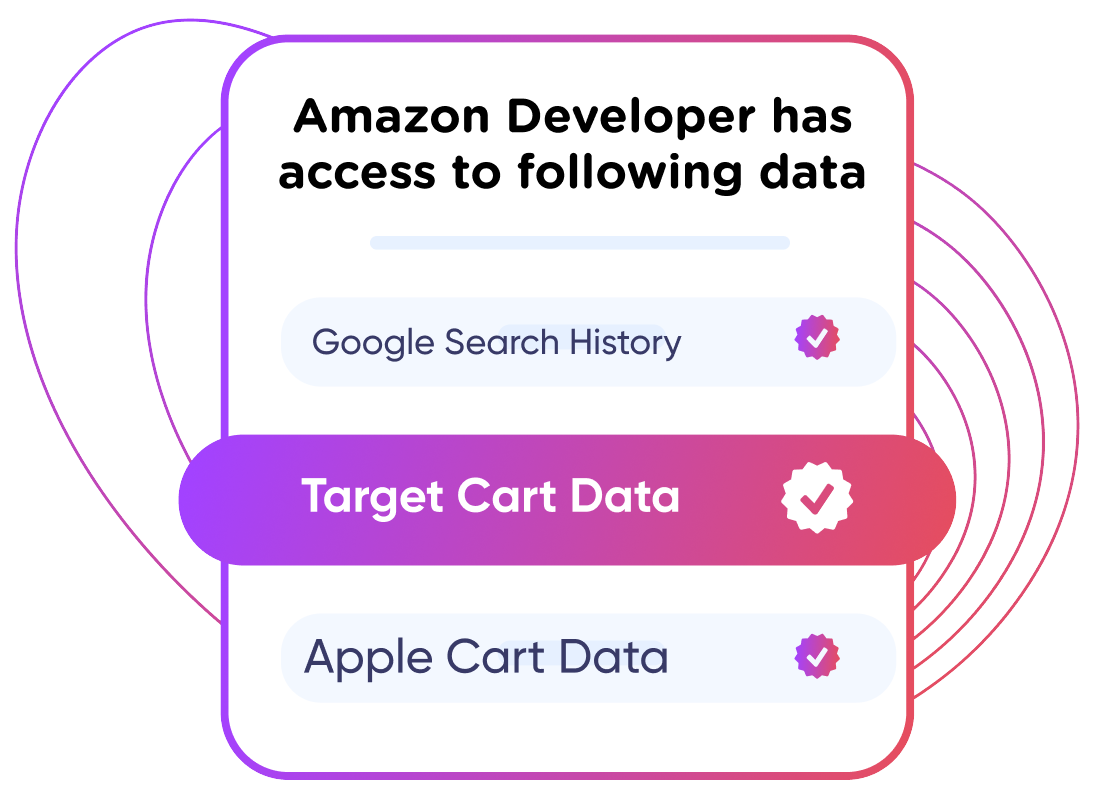 Amazon Developer has
access to following data
Google Search History
Target Cart Data
Apple Cart Data